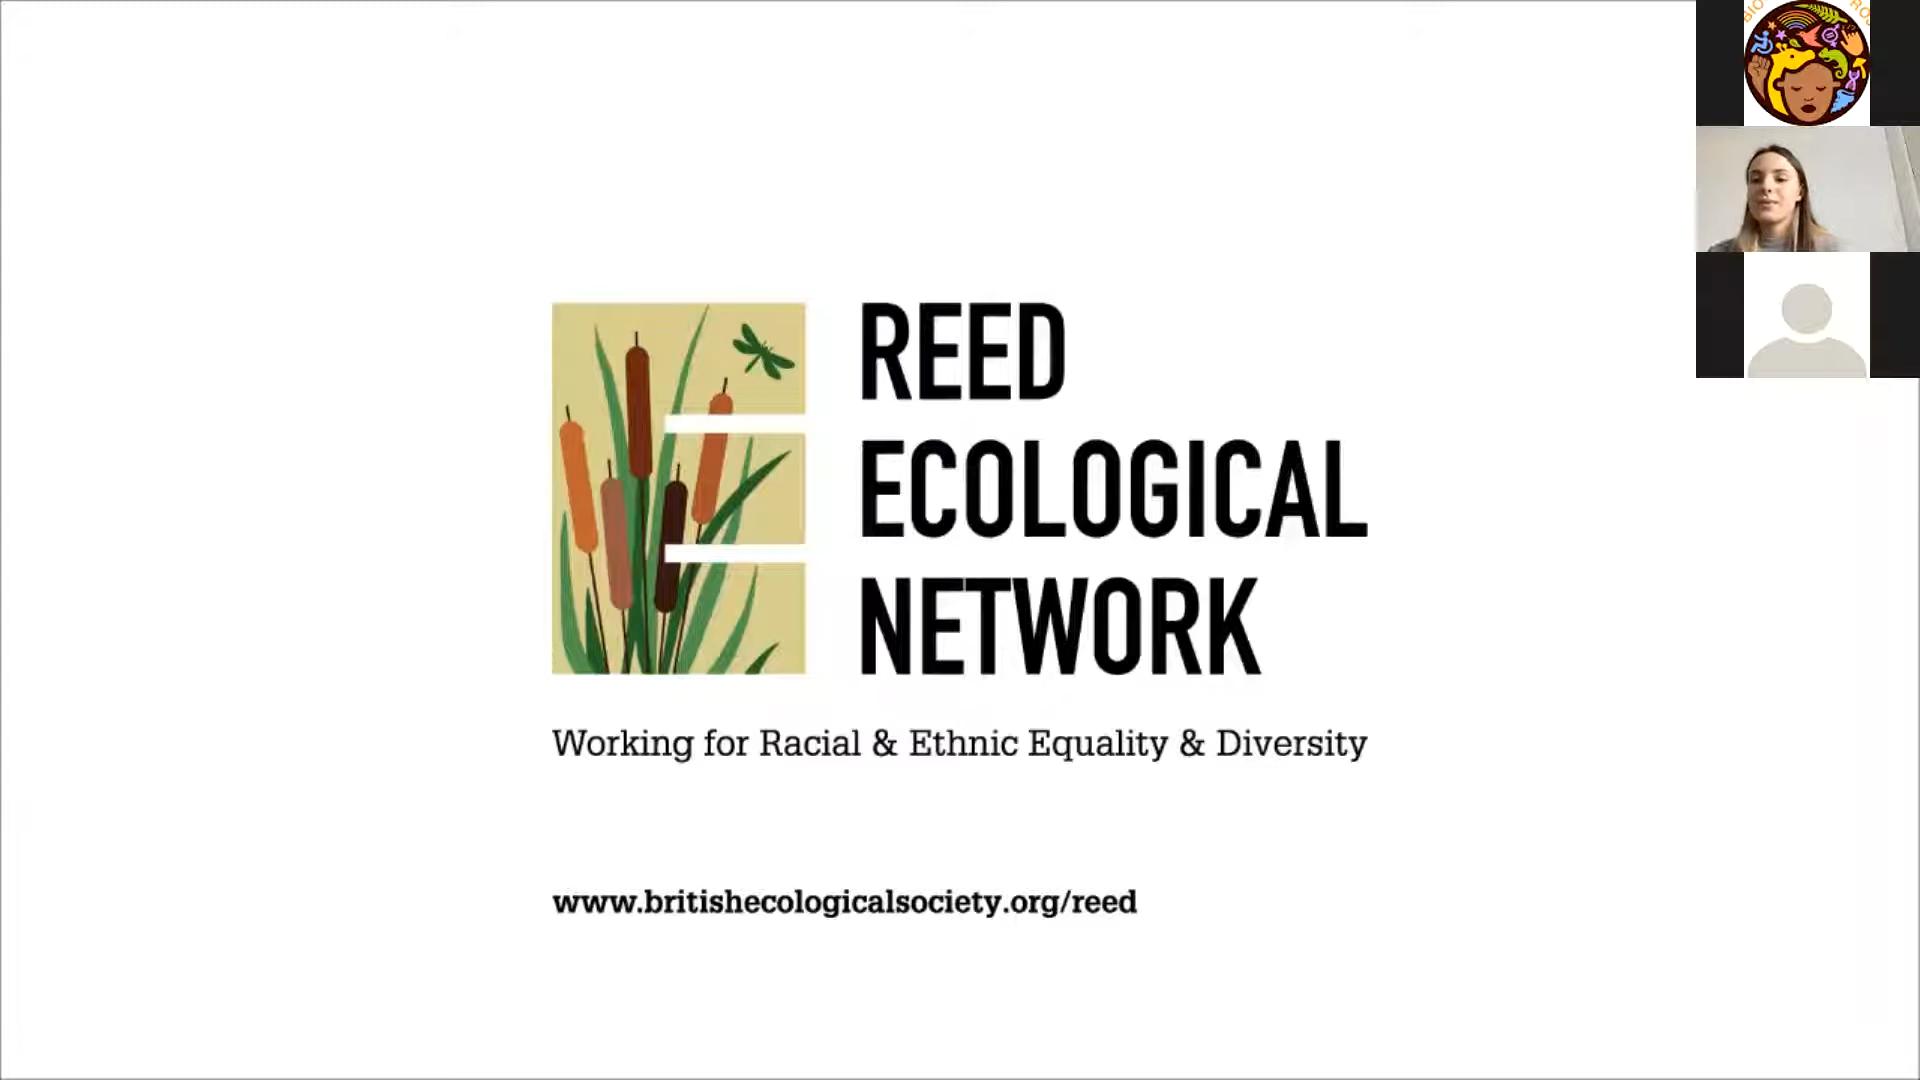 REED
ECOLOGICAL
NETWORK
Working for Racial & Ethnic Equality & Diversity
www.britishecologicalsociety.org/reed